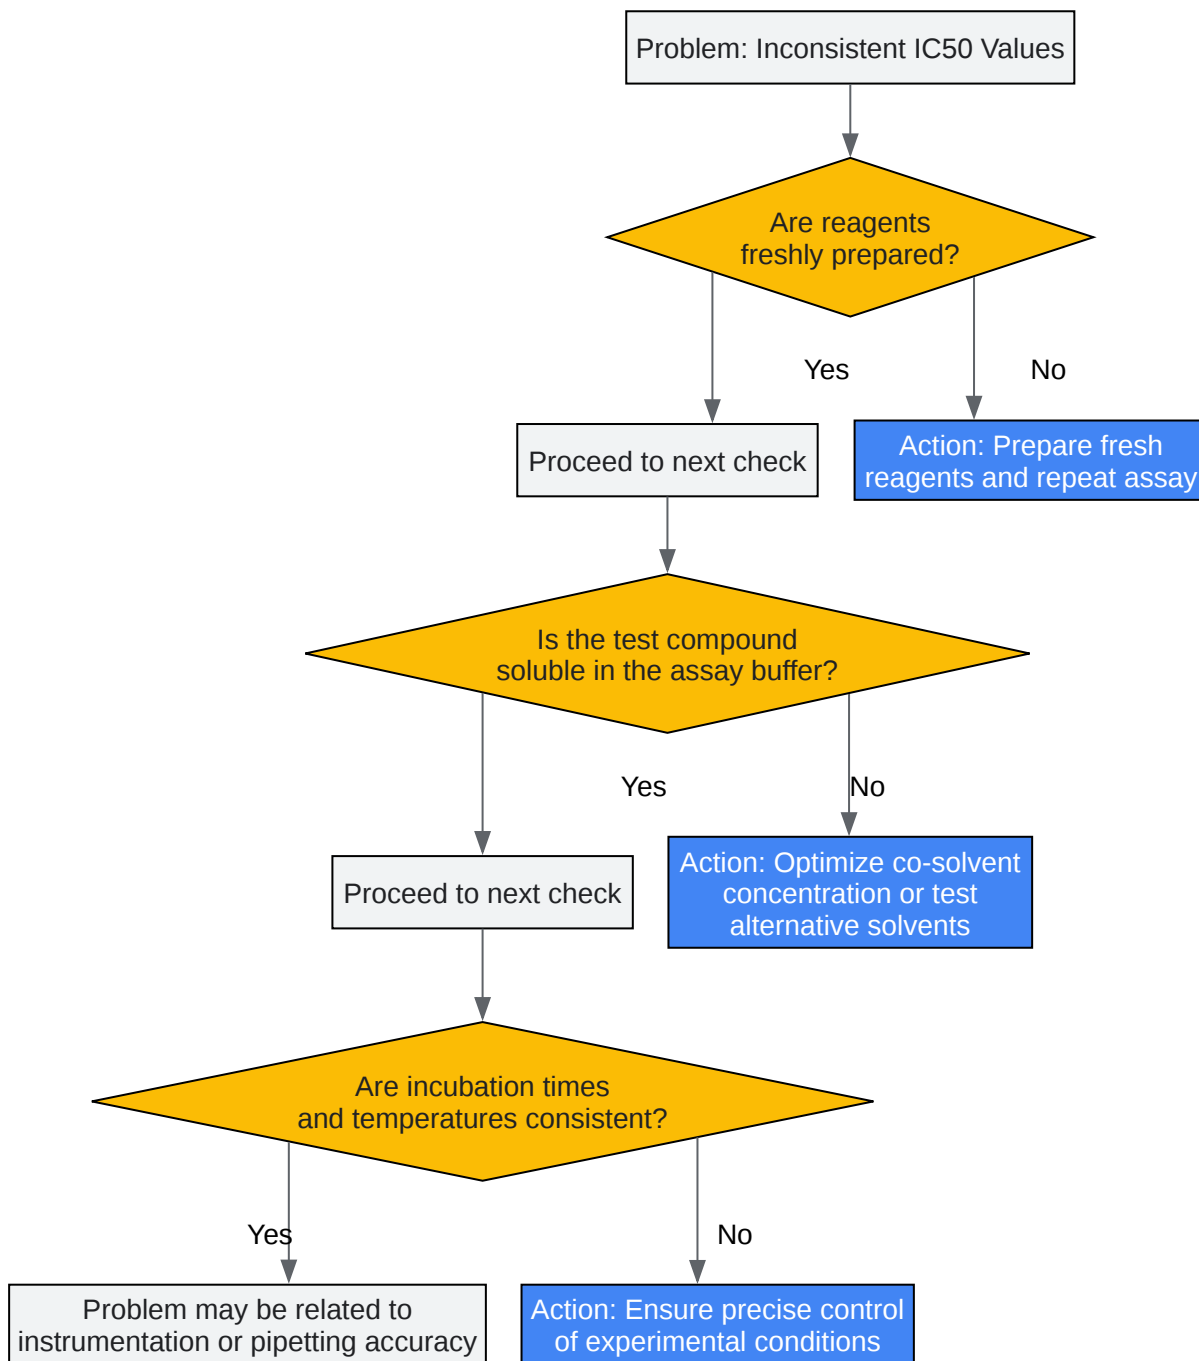 Problem: Inconsistent IC50 Values
Are reagents
freshly prepared?
Yes
No
Proceed to next check
Action: Prepare fresh
reagents and repeat assay
Is the test compound
soluble in the assay buffer?
Yes
No
Proceed to next check
Action: Optimize co-solvent
concentration or test
alternative solvents
Are incubation times
and temperatures consistent?
Yes
No
Problem may be related to
instrumentation or pipetting accuracy
Action: Ensure precise control
of experimental conditions